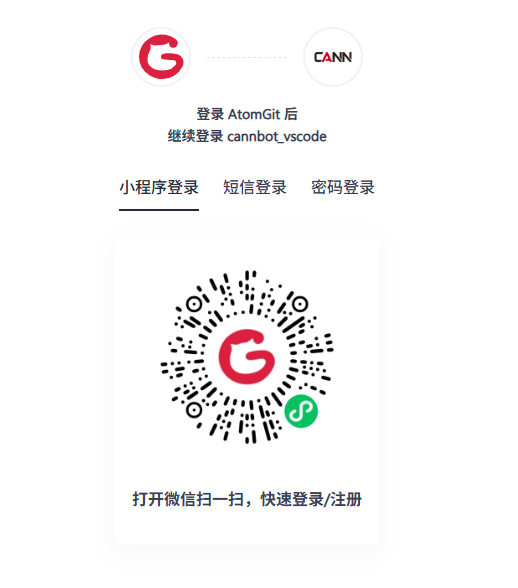 CANN
登录 AtomGit 后
继续登录 cannbot_vscode
小程序登录 短信登录 密码登录
打开微信扫一扫，快速登录/注册